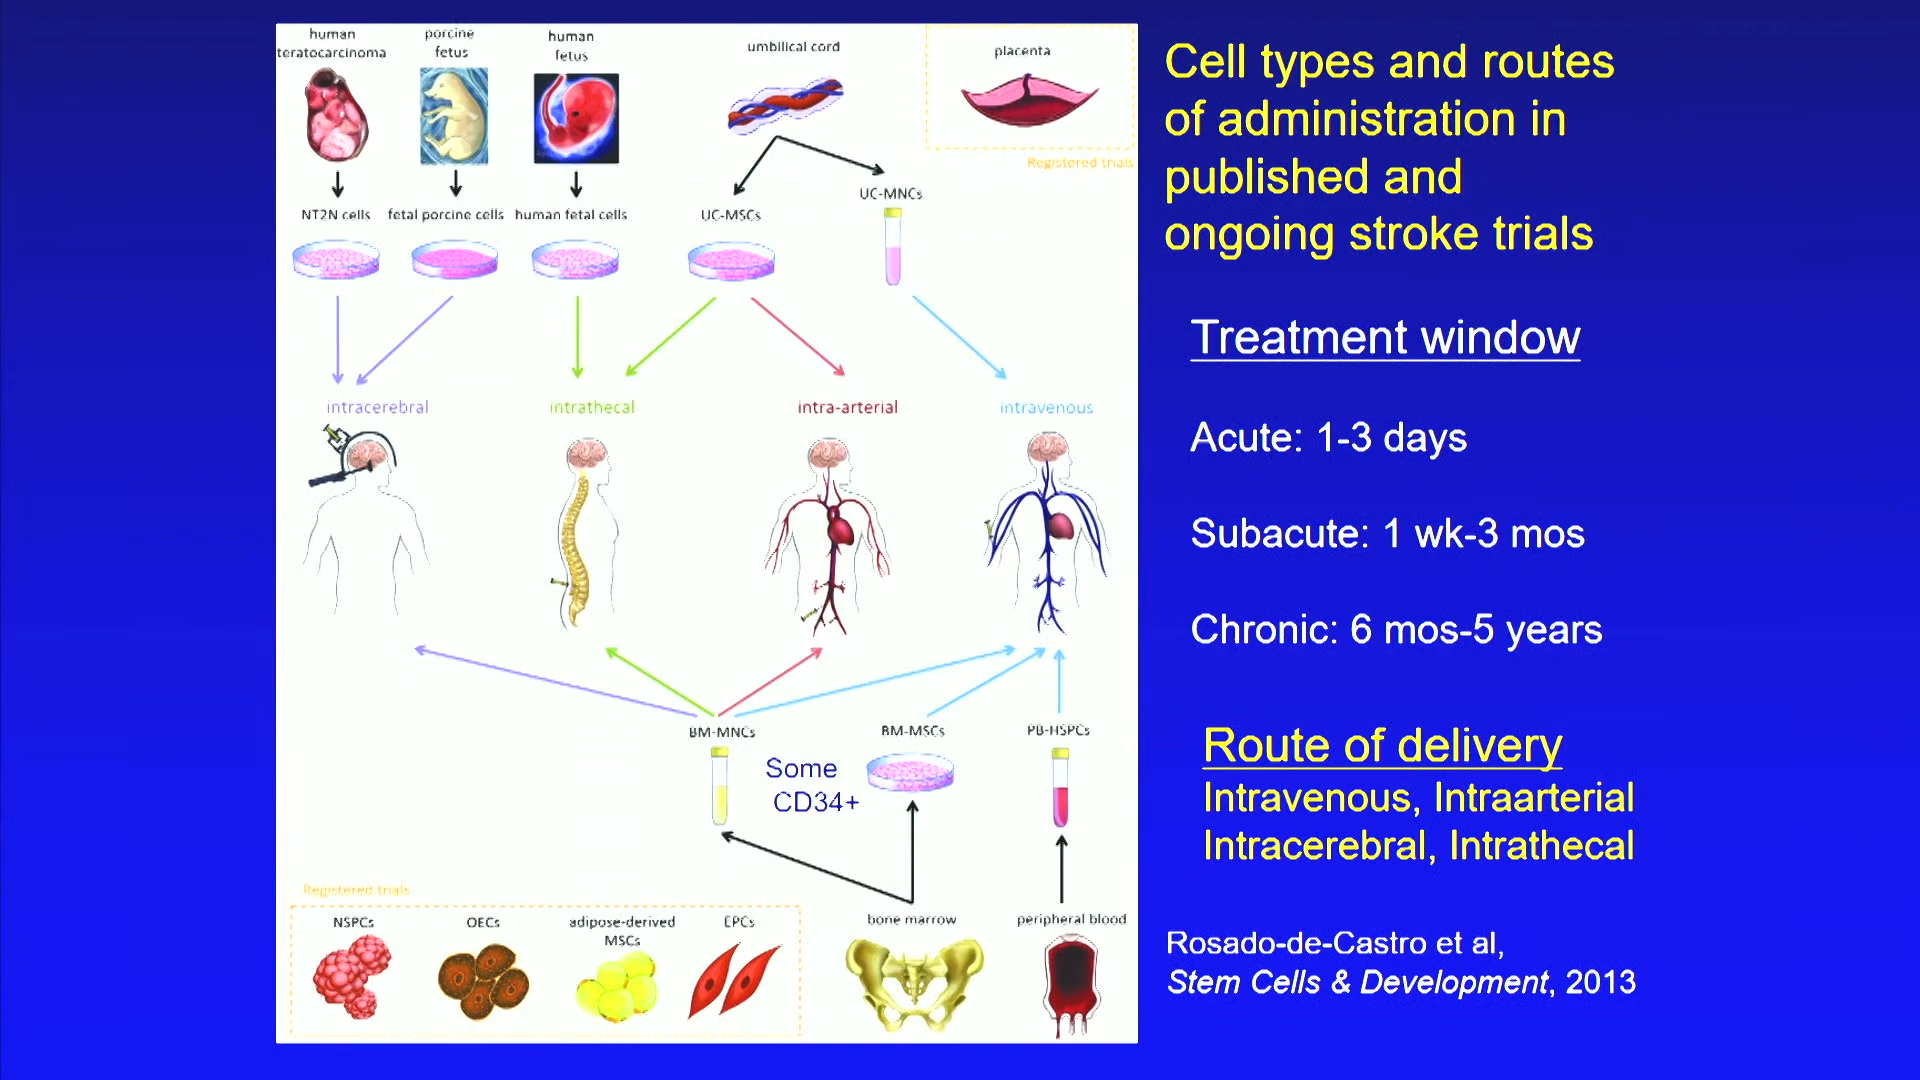 human
teratocarcinoma
porcine
fetus
human
fetus
umbilical cord
placenta
Registered trials
NT2N cells
fetal porcine cells
human fetal cells
UC-MSCs
UC-MNCs
intracerebral
intrathecal
intra-arterial
intravenous
BM-MNCs
BM-MSCs
PB-HSPCs
Some
CD34+
Registered trials
NSPCs
OECs
adipose-derived
MSCs
EPCs
bone marrow
peripheral blood
Cell types and routes
of administration in
published and
ongoing stroke trials
Treatment window
Acute: 1-3 days
Subacute: 1 wk-3 mos
Chronic: 6 mos-5 years
Route of delivery
Intravenous, Intraarterial
Intracerebral, Intrathecal
Rosado-de-Castro et al,
Stem Cells & Development, 2013